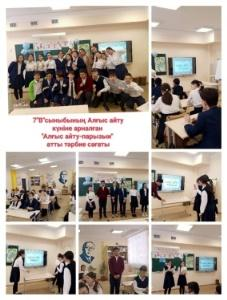 7"В"сыныбының Алғыс айту
күніне арналған
"Алғыс айту-парызым"
атты тәрбие сағаты